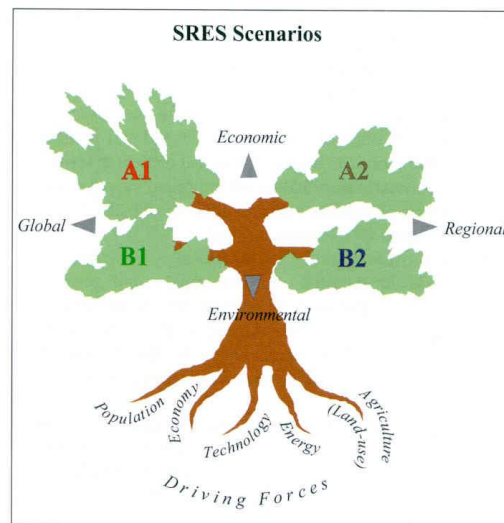 SRES Scenarios
Economic
A1
A2
Global
Regional
B1
B2
Environmental
Population
Economy
Technology
Energy
Agriculture
(Land-use)
Driving Forces